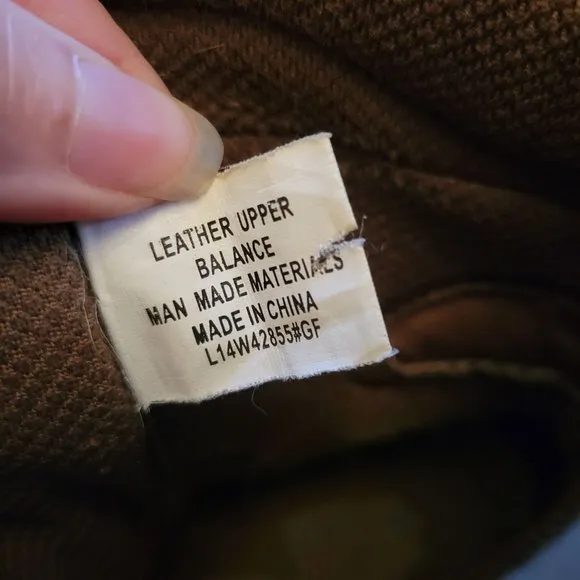 LEATHER UPPER
BALANCE
MAN MADE MATERIALS
MADE IN CHINA
L14W42855#GF